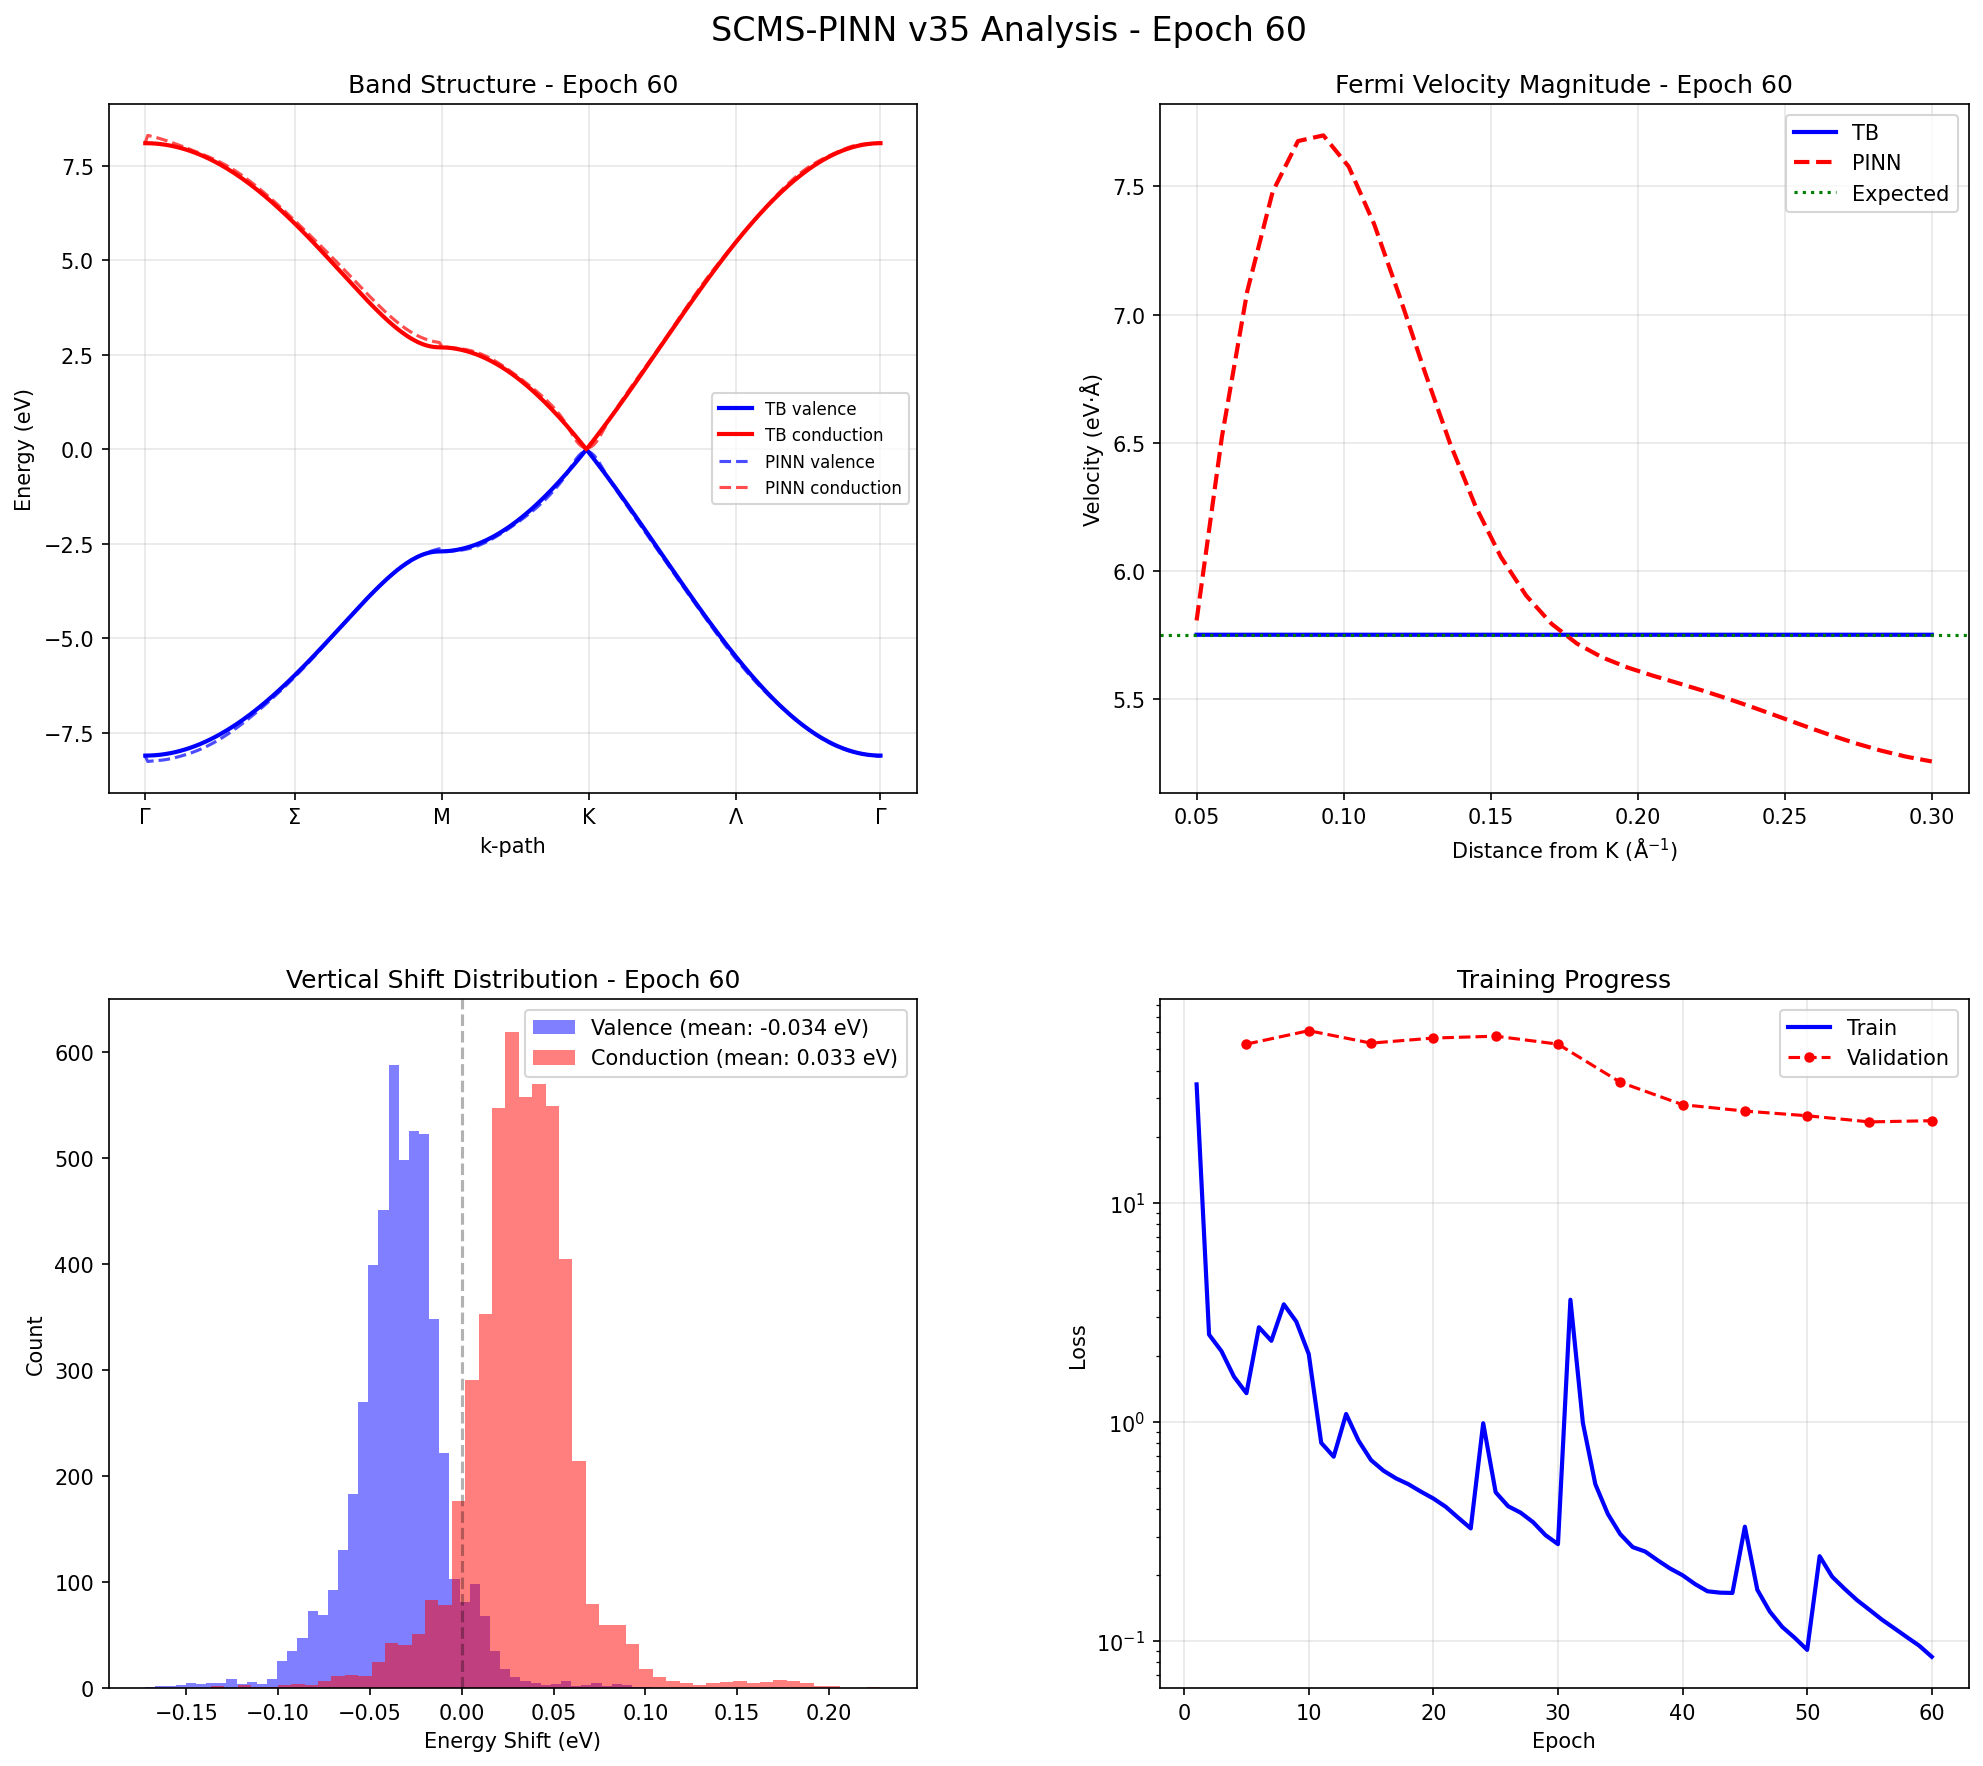 SCMS-PINN v35 Analysis - Epoch 60
Band Structure - Epoch 60
7.5
5.0
2.5
0.0
−2.5
−5.0
−7.5
Energy (eV)
TB valence
TB conduction
PINN valence
PINN conduction
Γ Σ M K Λ Γ
k-path
Fermi Velocity Magnitude - Epoch 60
7.5
7.0
6.5
6.0
5.5
Velocity (eV·Å)
TB
PINN
Expected
0.05 0.10 0.15 0.20 0.25 0.30
Distance from K (Å⁻¹)
Vertical Shift Distribution - Epoch 60
600
500
400
300
200
100
0
Count
Valence (mean: -0.034 eV)
Conduction (mean: 0.033 eV)
−0.15 −0.10 −0.05 0.00 0.05 0.10 0.15 0.20
Energy Shift (eV)
Training Progress
10¹
10⁰
10⁻¹
Loss
Train
Validation
0 10 20 30 40 50 60
Epoch